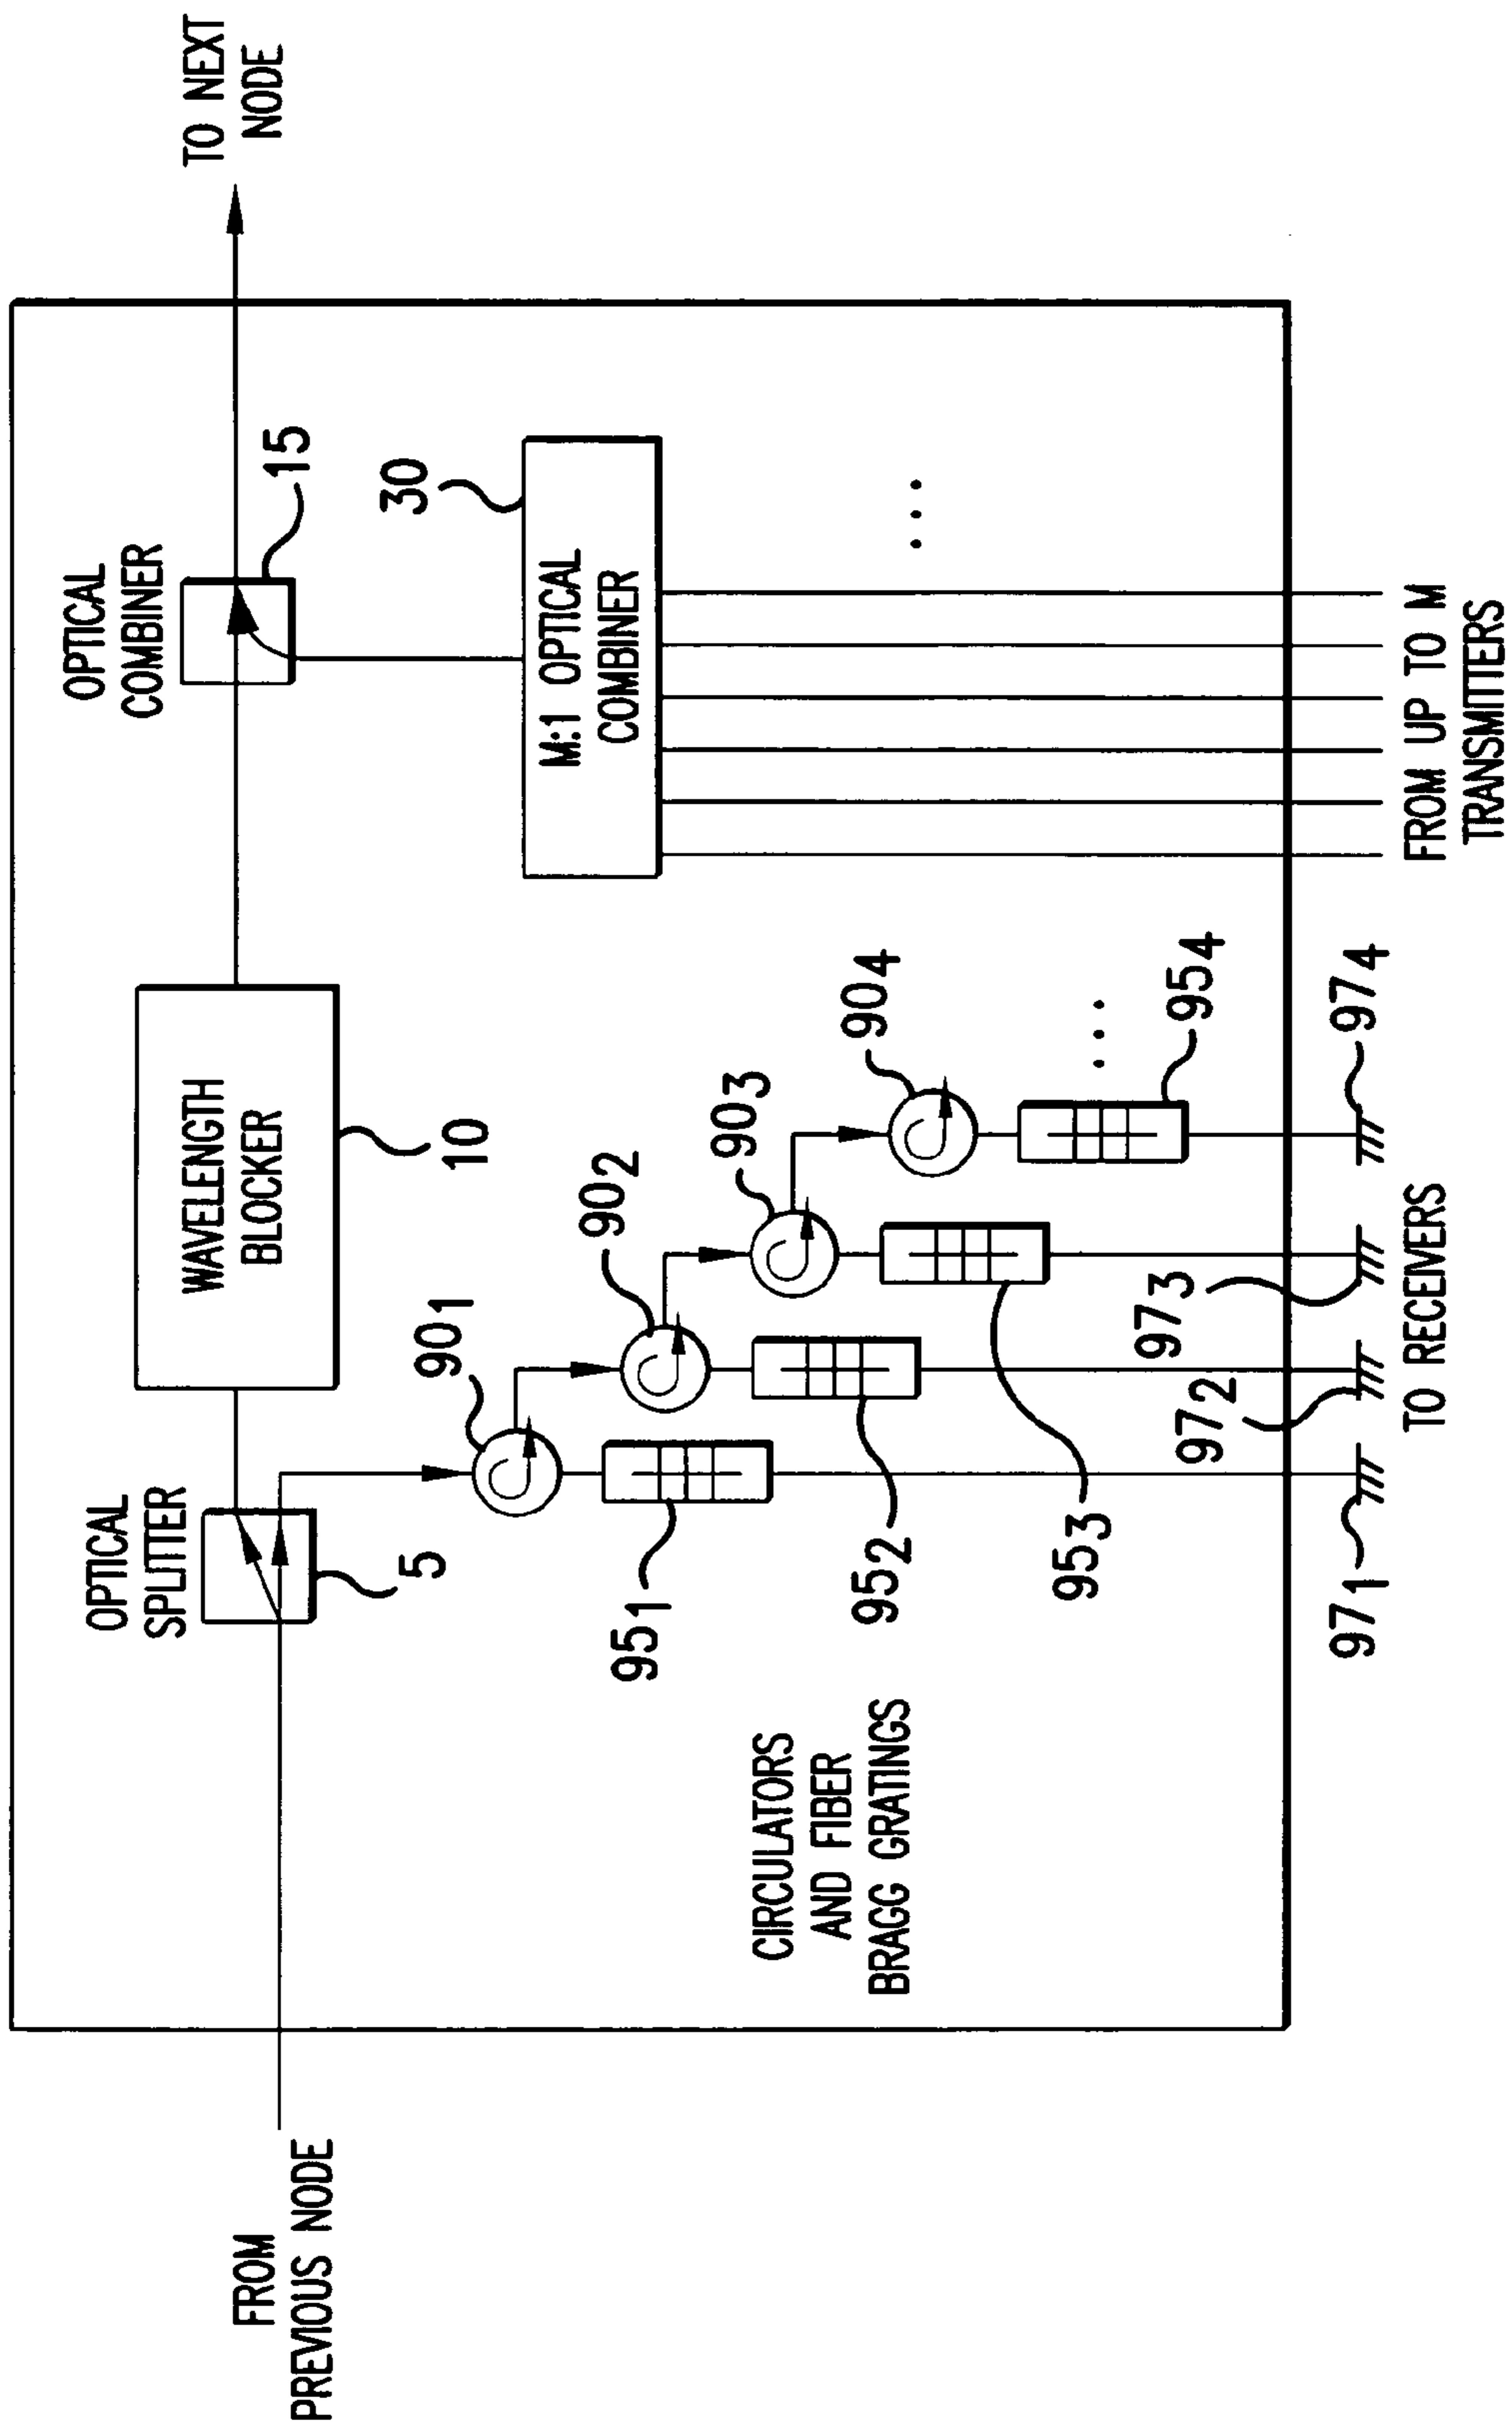 TO NEXT
NODE
OPTICAL
COMBINER
15
30
M:1 OPTICAL
COMBINER
FROM UP TO M
TRANSMITTERS
WAVELENGTH
BLOCKER
10
OPTICAL
SPLITTER
5
FROM
PREVIOUS NODE
90₁
90₂
90₃
90₄
95₁
95₂
95₃
95₄
CIRCULATORS
AND FIBER
BRAGG GRATINGS
97₁
97₂
97₃
97₄
TO RECEIVERS